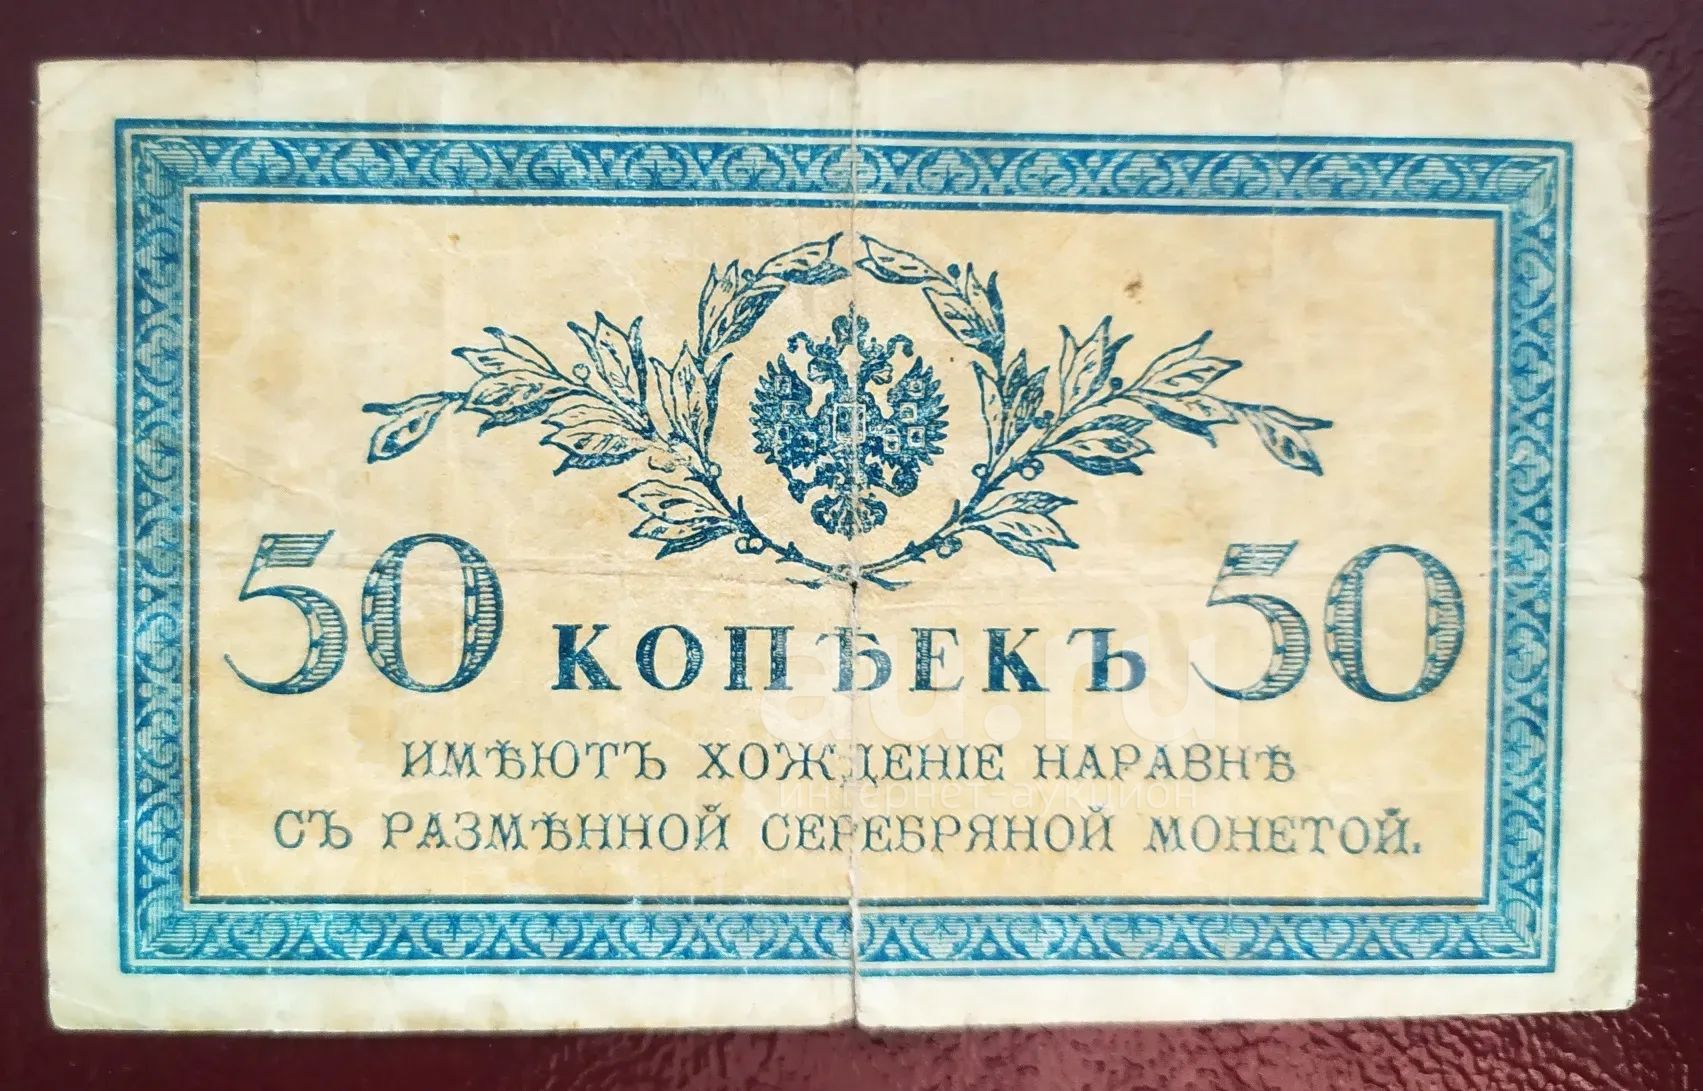 50 КОПѢЕКЪ 50
ИМѢЮТЪ ХОЖДЕНІЕ НАРАВНѢ
СЪ РАЗМѢННОЙ СЕРЕБРЯНОЙ МОНЕТОЙ.
au.ru
интернет-аукцион